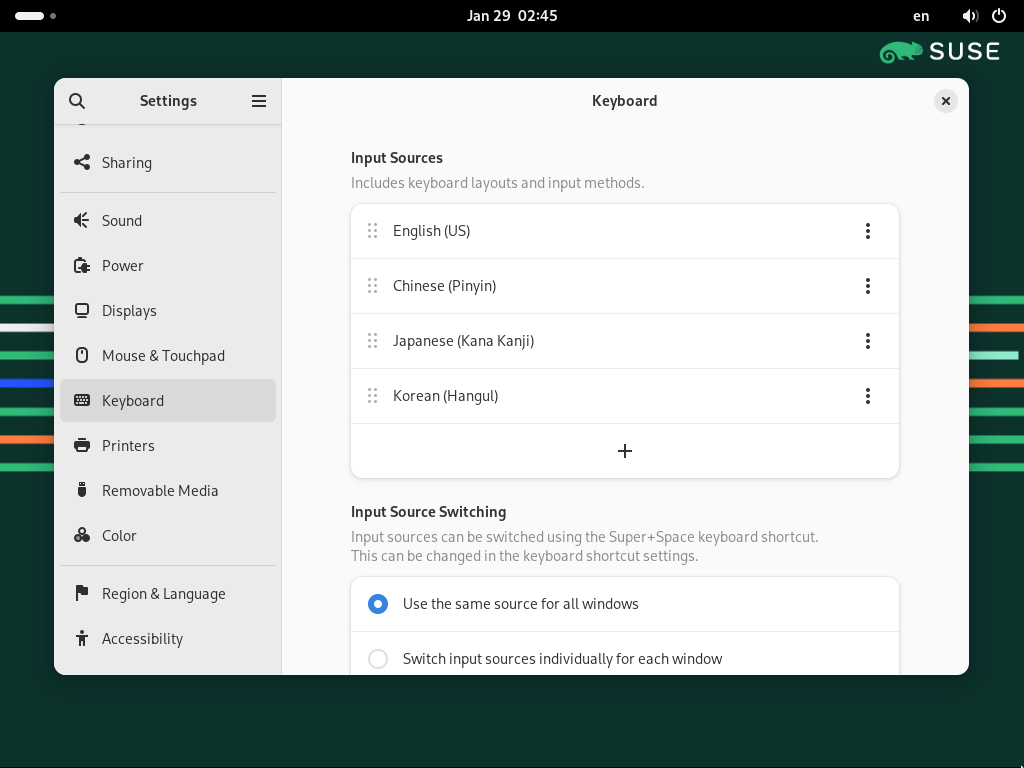 Jan 29 02:45
en
SUSE
Settings
Keyboard
Sharing
Sound
Power
Displays
Mouse & Touchpad
Keyboard
Printers
Removable Media
Color
Region & Language
Accessibility
Input Sources
Includes keyboard layouts and input methods.
English (US)
Chinese (Pinyin)
Japanese (Kana Kanji)
Korean (Hangul)
Input Source Switching
Input sources can be switched using the Super+Space keyboard shortcut.
This can be changed in the keyboard shortcut settings.
Use the same source for all windows
Switch input sources individually for each window